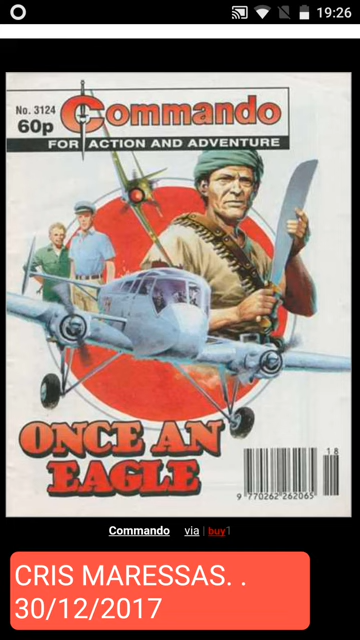 19:26
No. 3124
60p
Commando
FOR ACTION AND ADVENTURE
ONCE AN
EAGLE
18
9 770262 262065
Commando via | buy1
CRIS MARESSAS. .
30/12/2017